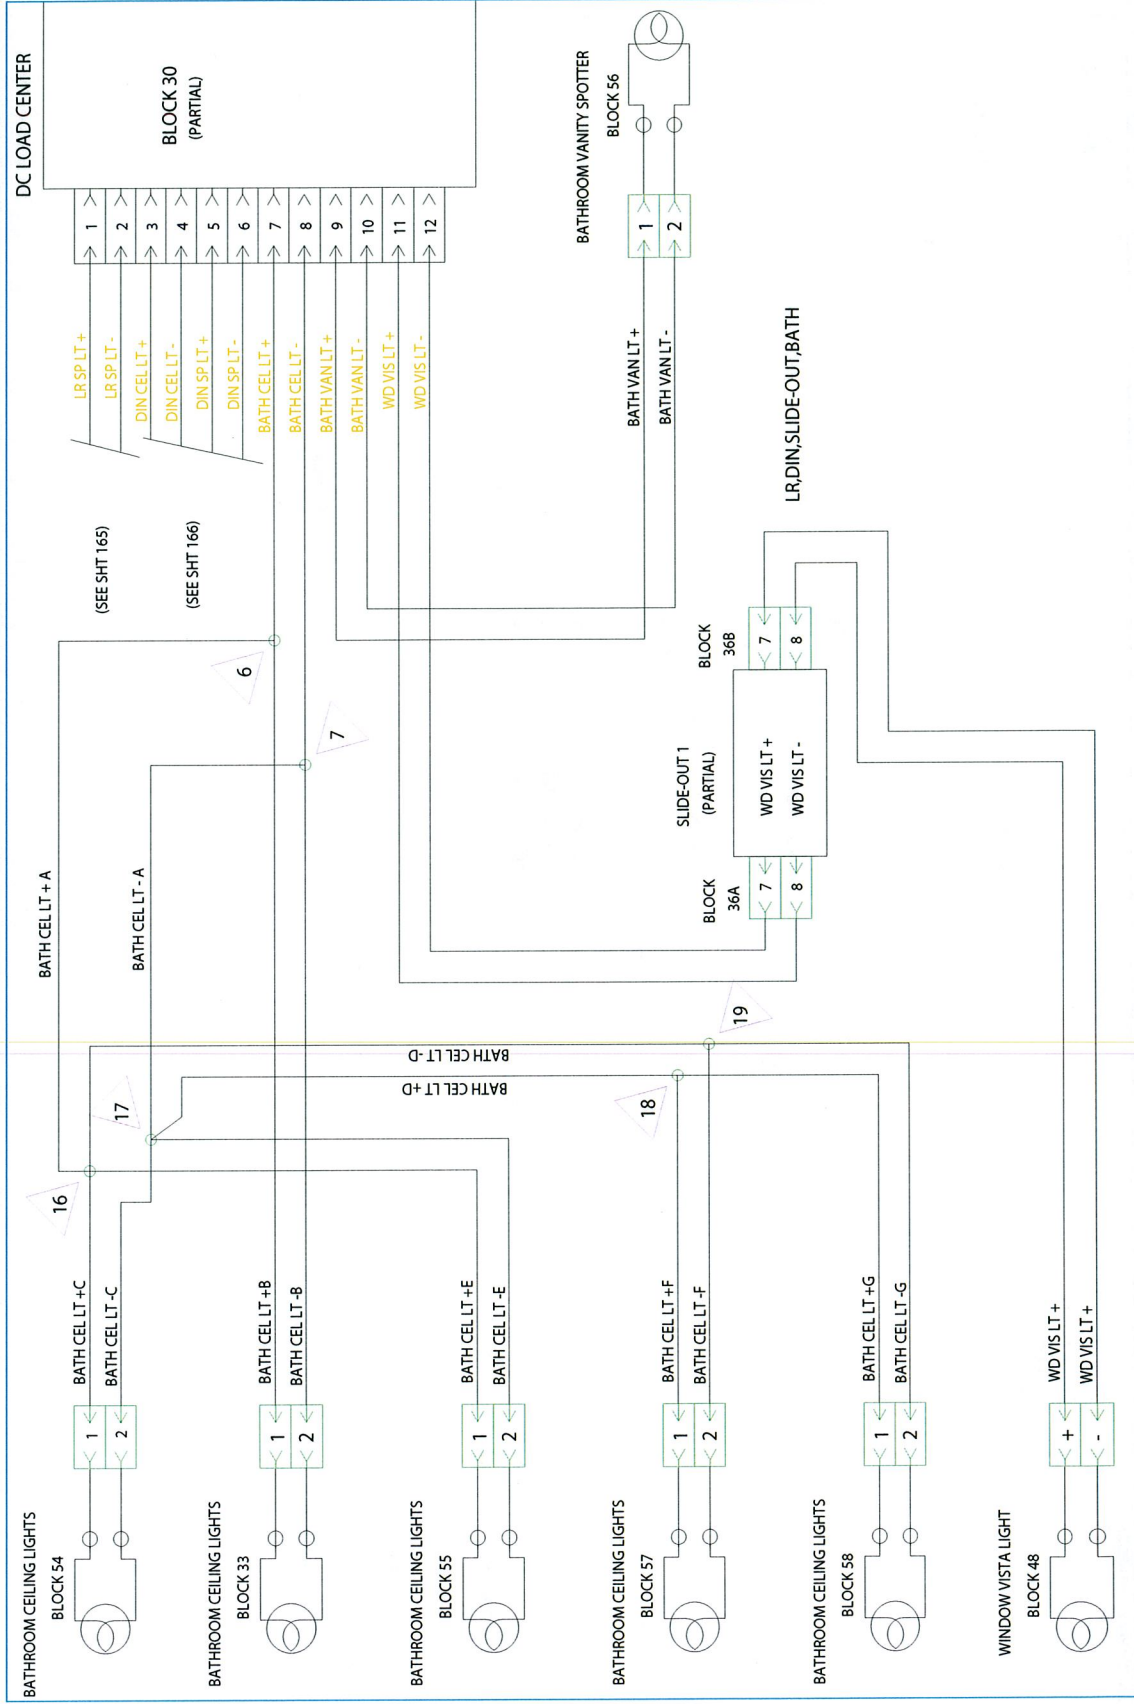 DC LOAD CENTER
BLOCK 30
(PARTIAL)
1
2
3
4
5
6
7
8
9
10
11
12
LR SP LT +
LR SP LT -
DIN CEL LT +
DIN CEL LT -
DIN SP LT +
DIN SP LT -
BATH CEL LT +
BATH CEL LT -
BATH VAN LT +
BATH VAN LT -
WD VIS LT +
WD VIS LT -
(SEE SHT 165)
(SEE SHT 166)
BATHROOM VANITY SPOTTER
BLOCK 56
1
2
BATH VAN LT +
BATH VAN LT -
LR,DIN,SLIDE-OUT,BATH
6
7
BATH CEL LT + A
BATH CEL LT - A
BLOCK
36B
7
8
SLIDE-OUT 1
(PARTIAL)
WD VIS LT +
WD VIS LT -
BLOCK
36A
7
8
BATH CEL LT -D
BATH CEL LT +D
16
17
18
19
BATH CEL LT +C
BATH CEL LT -C
1
2
BATHROOM CEILING LIGHTS
BLOCK 54
BATH CEL LT +B
BATH CEL LT -B
1
2
BATHROOM CEILING LIGHTS
BLOCK 33
BATH CEL LT +E
BATH CEL LT -E
1
2
BATHROOM CEILING LIGHTS
BLOCK 55
BATH CEL LT +F
BATH CEL LT -F
1
2
BATHROOM CEILING LIGHTS
BLOCK 57
BATH CEL LT +G
BATH CEL LT -G
1
2
BATHROOM CEILING LIGHTS
BLOCK 58
WD VIS LT +
WD VIS LT +
+
-
WINDOW VISTA LIGHT
BLOCK 48